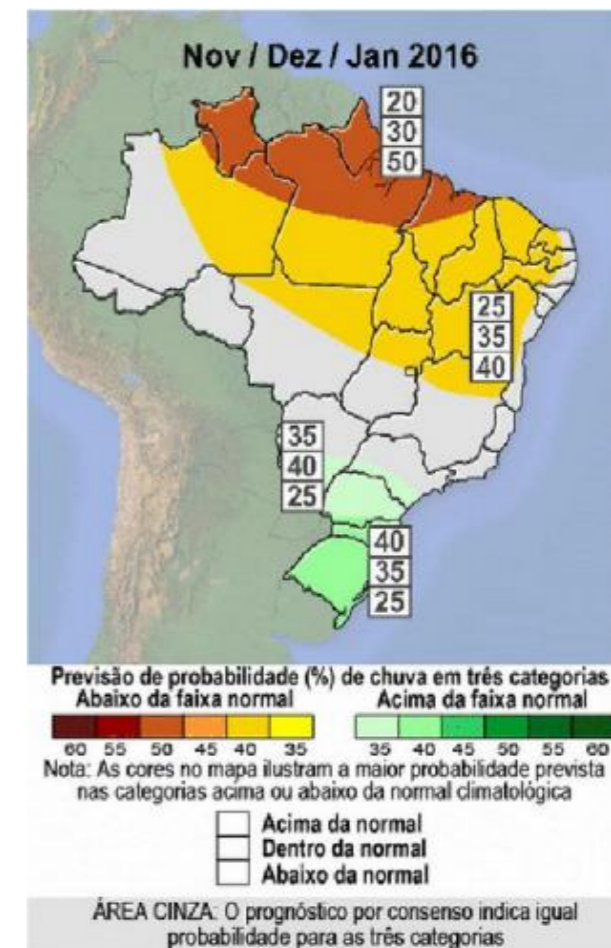 Nov / Dez / Jan 2016
20
30
50
25
35
40
35
40
25
40
35
25
Previsão de probabilidade (%) de chuva em três categorias
Abaixo da faixa normal Acima da faixa normal
60 55 50 45 40 35 35 40 45 50 55 60
Nota: As cores no mapa ilustram a maior probabilidade prevista
nas categorias acima ou abaixo da normal climatológica
Acima da normal
Dentro da normal
Abaixo da normal
ÁREA CINZA: O prognóstico por consenso indica igual
probabilidade para as três categorias